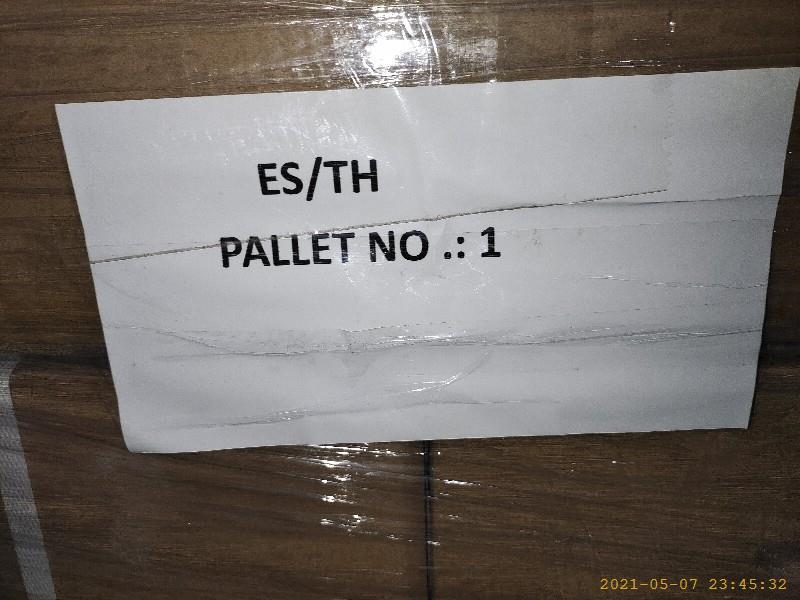 ES/TH
PALLET NO .: 1
2021-05-07 23:45:32